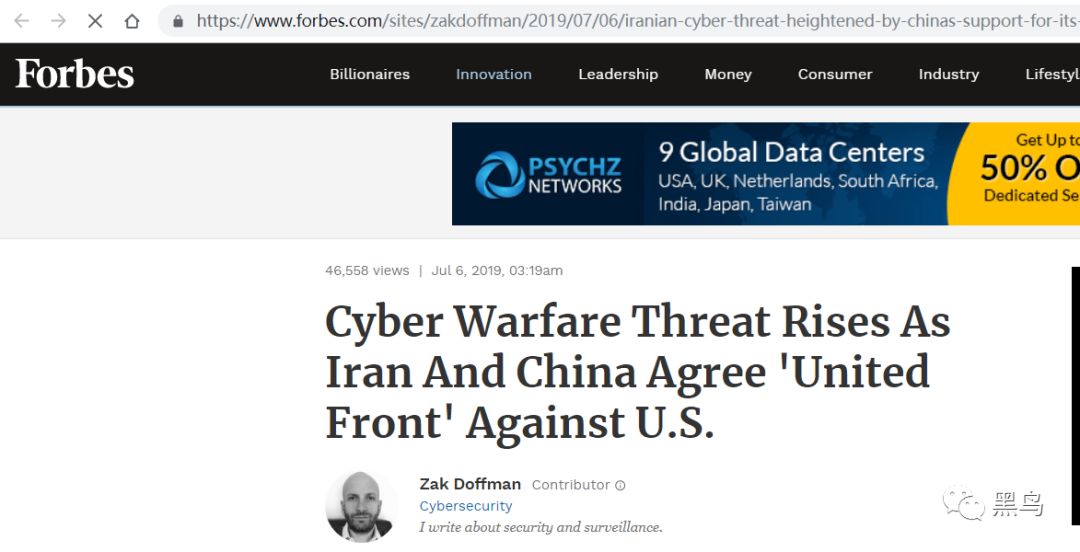 https://www.forbes.com/sites/zakdoffman/2019/07/06/iranian-cyber-threat-heightened-by-chinas-support-for-its-
Forbes
Billionaires Innovation Leadership Money Consumer Industry Lifestyl
PSYCHZ
NETWORKS
9 Global Data Centers
USA, UK, Netherlands, South Africa,
India, Japan, Taiwan
Get Up to
50% O
Dedicated Se
46,558 views | Jul 6, 2019, 03:19am
Cyber Warfare Threat Rises As
Iran And China Agree 'United
Front' Against U.S.
Zak Doffman Contributor
Cybersecurity
I write about security and surveillance.
黑鸟